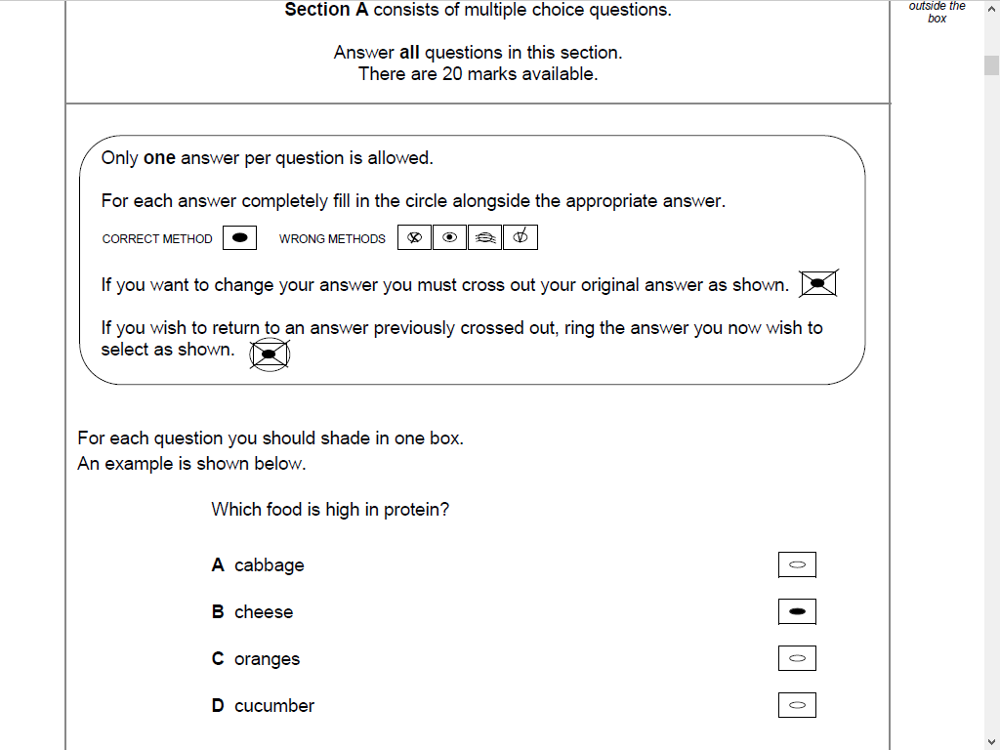 Section A consists of multiple choice questions.
outside the
box
Answer all questions in this section.
There are 20 marks available.
Only one answer per question is allowed.
For each answer completely fill in the circle alongside the appropriate answer.
CORRECT METHOD WRONG METHODS
If you want to change your answer you must cross out your original answer as shown.
If you wish to return to an answer previously crossed out, ring the answer you now wish to
select as shown.
For each question you should shade in one box.
An example is shown below.
Which food is high in protein?
A cabbage
B cheese
C oranges
D cucumber